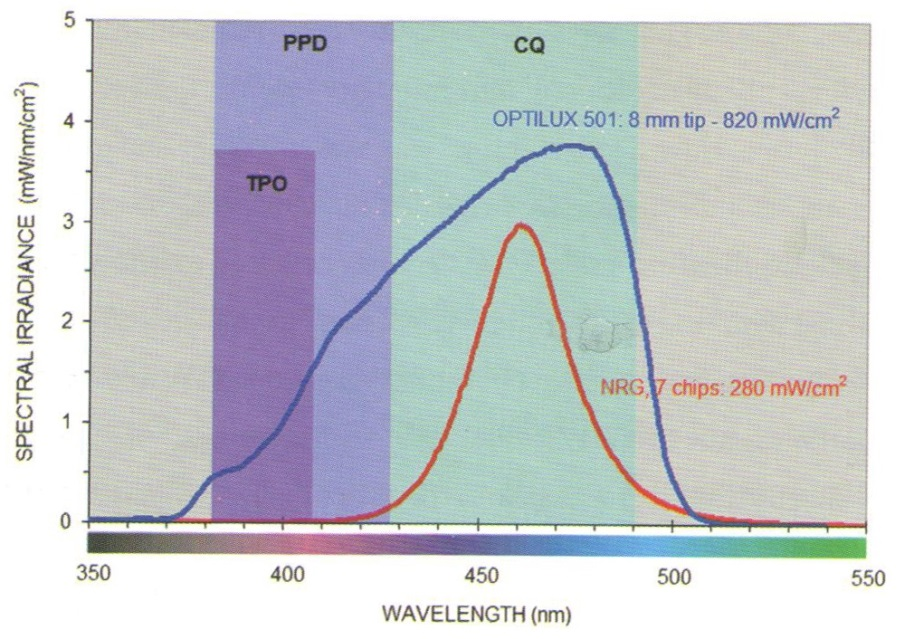 5
4
3
2
1
0
SPECTRAL IRRADIANCE (mW/nm/cm²)
PPD
CQ
TPO
OPTILUX 501: 8 mm tip - 820 mW/cm²
NRG, 7 chips: 280 mW/cm²
350
400
450
500
550
WAVELENGTH (nm)